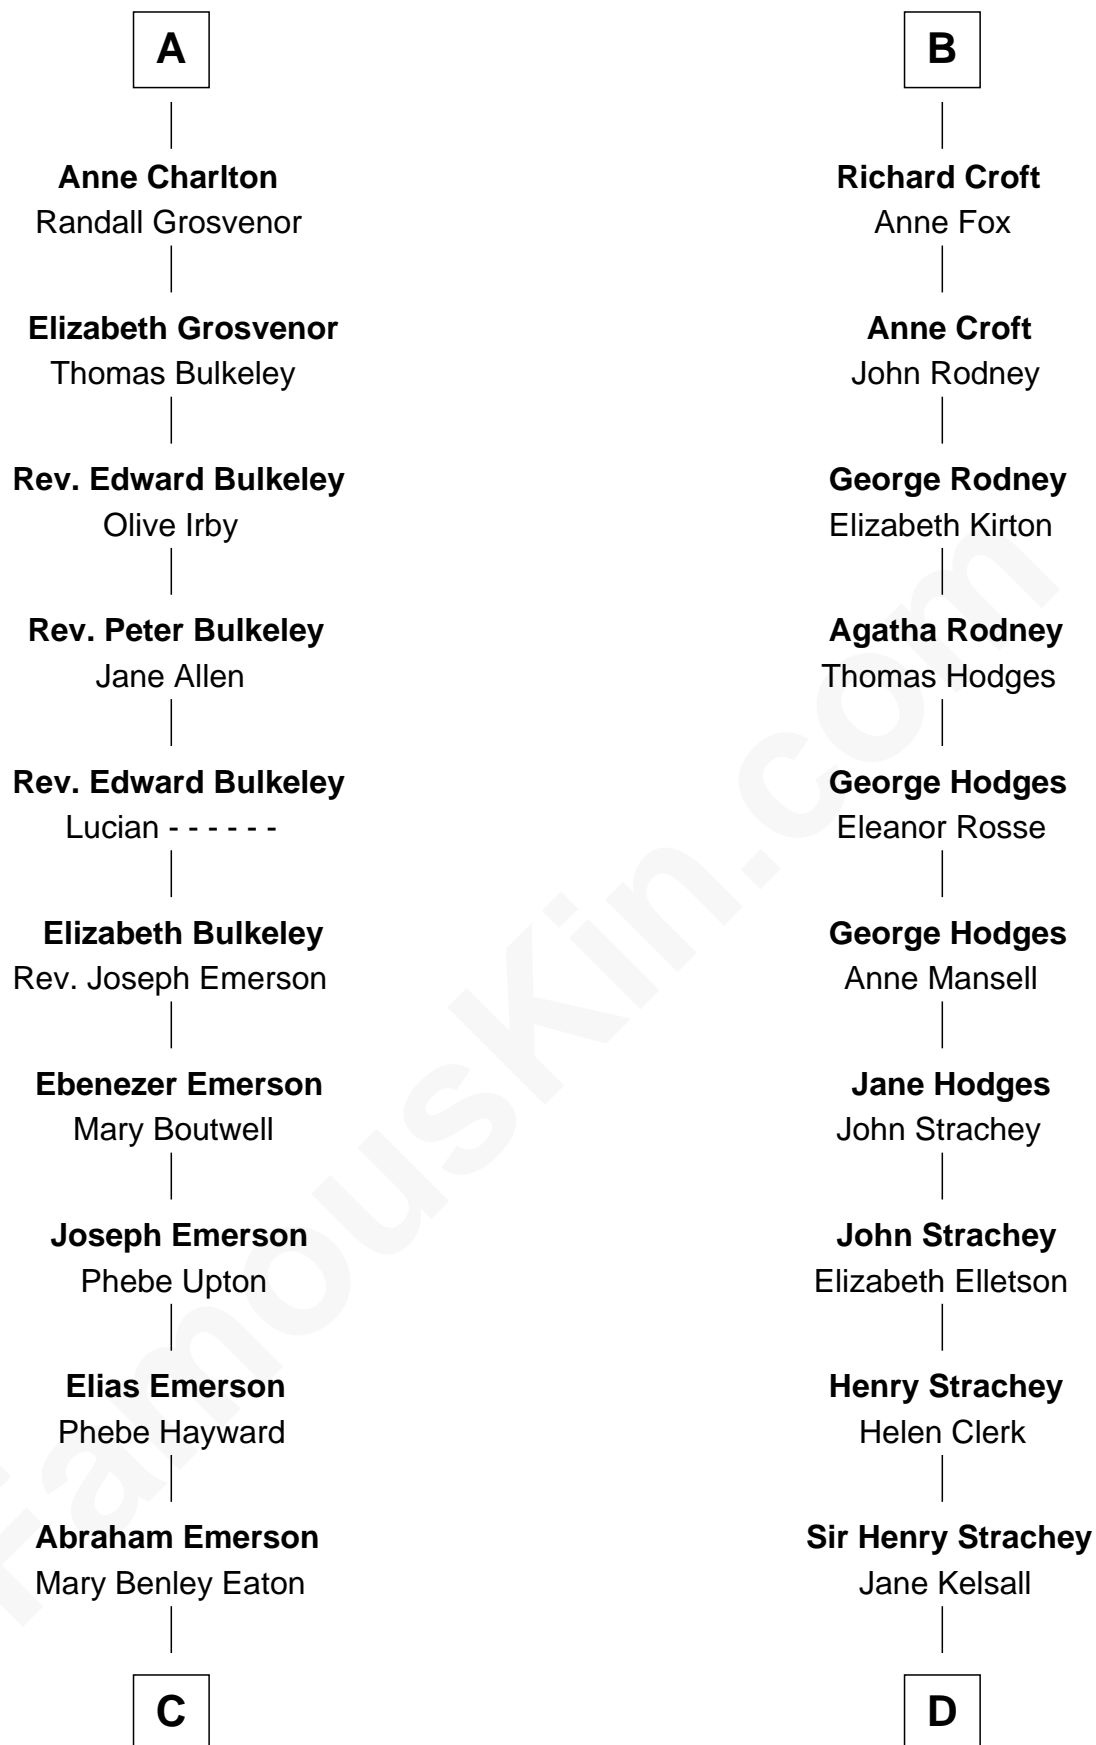 A
Anne Charlton
Randall Grosvenor
Elizabeth Grosvenor
Thomas Bulkeley
Rev. Edward Bulkeley
Olive Irby
Rev. Peter Bulkeley
Jane Allen
Rev. Edward Bulkeley
Lucian - - - - - -
Elizabeth Bulkeley
Rev. Joseph Emerson
Ebenezer Emerson
Mary Boutwell
Joseph Emerson
Phebe Upton
Elias Emerson
Phebe Hayward
Abraham Emerson
Mary Benley Eaton
C
B
Richard Croft
Anne Fox
Anne Croft
John Rodney
George Rodney
Elizabeth Kirton
Agatha Rodney
Thomas Hodges
George Hodges
Eleanor Rosse
George Hodges
Anne Mansell
Jane Hodges
John Strachey
John Strachey
Elizabeth Elletson
Henry Strachey
Helen Clerk
Sir Henry Strachey
Jane Kelsall
D
FamousKin.com